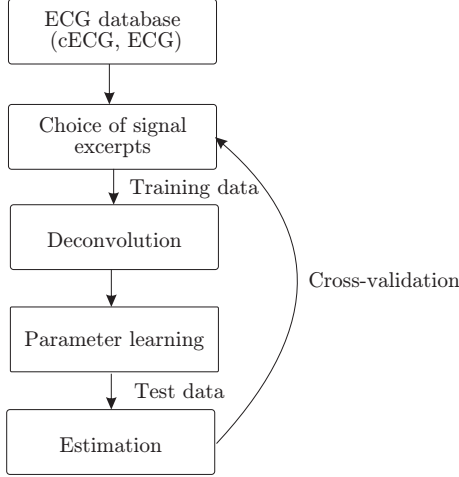 ECG database
(cECG, ECG)
Choice of signal
excerpts
Training data
Deconvolution
Cross-validation
Parameter learning
Test data
Estimation